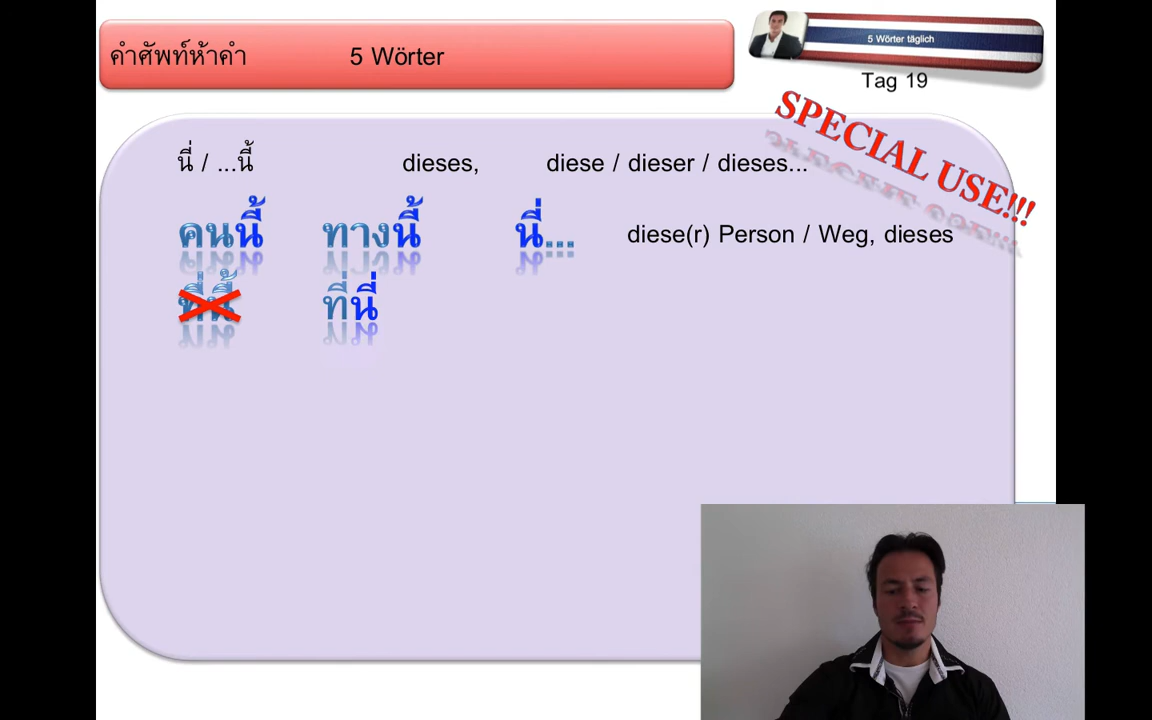 คำศัพท์ห้าคำ 5 Wörter
5 Wörter täglich
Tag 19
SPECIAL USE!!!
นี่ / ...นี้ dieses, diese / dieser / dieses...
คนนี้ ทางนี้ นี่... diese(r) Person / Weg, dieses
ที่นี้ ที่นี่